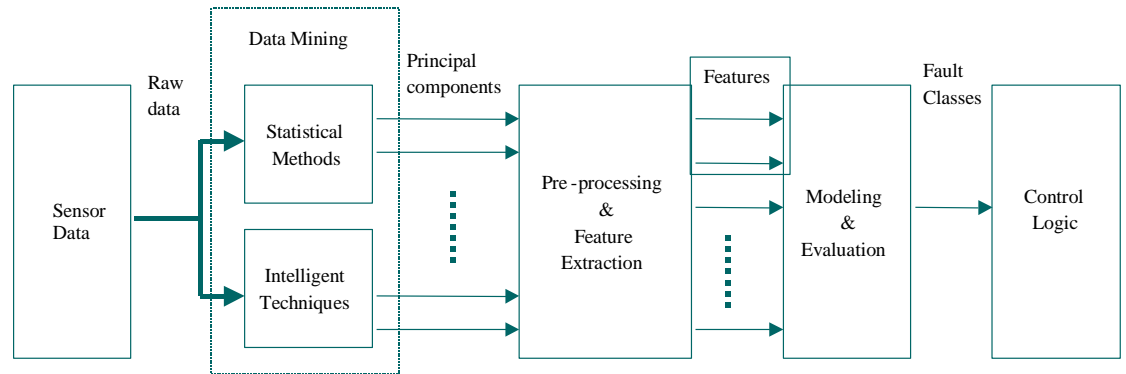 Data Mining
Raw
data
Principal
components
Features
Fault
Classes
Sensor
Data
Statistical
Methods
Intelligent
Techniques
Pre-processing
&
Feature
Extraction
Modeling
&
Evaluation
Control
Logic